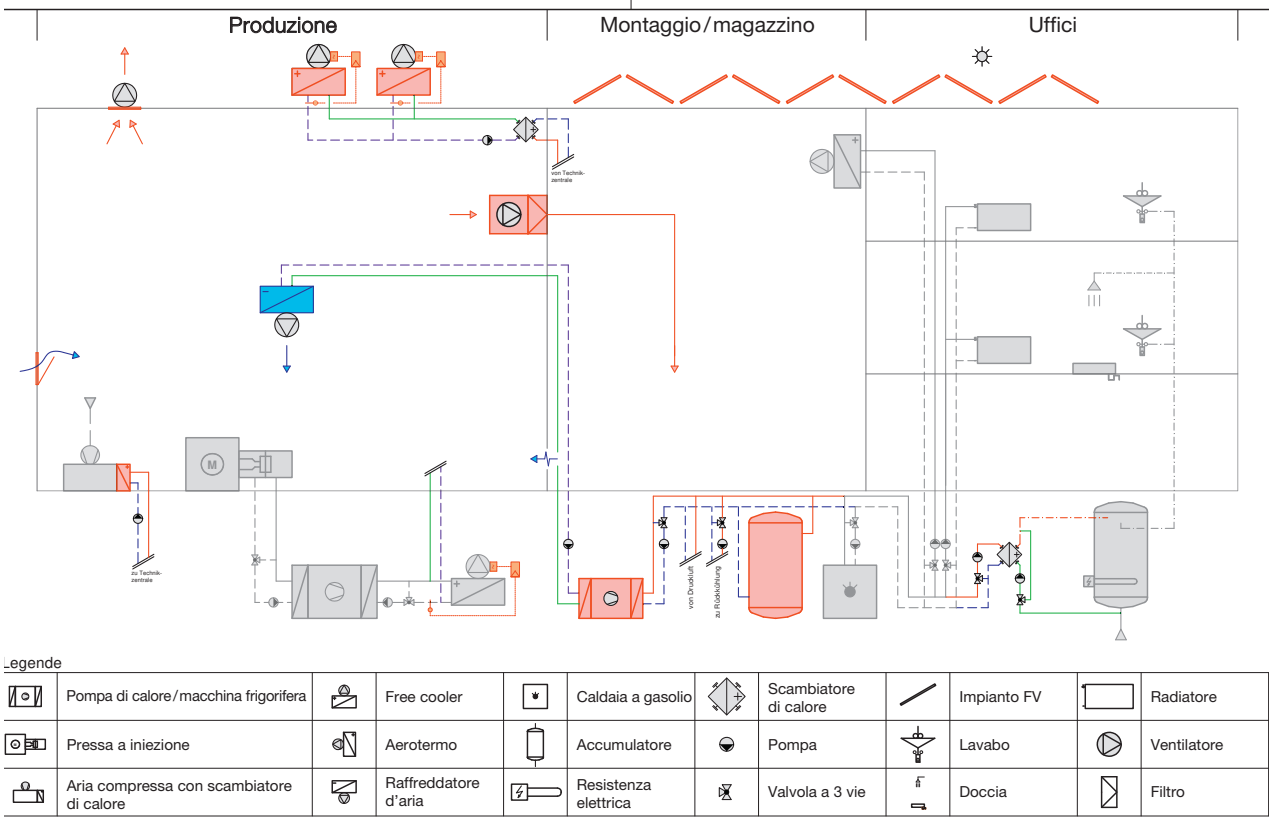 Produzione
Montaggio/magazzino
Uffici
von Technik-
zentrale
M
zu Technik-
zentrale
von Druckluft
zu Rückkühlung
Legende
Pompa di calore/macchina frigorifera
Free cooler
Caldaia a gasolio
Scambiatore
di calore
Impianto FV
Radiatore
Pressa a iniezione
Aerotermo
Accumulatore
Pompa
Lavabo
Ventilatore
Aria compressa con scambiatore
di calore
Raffreddatore
d'aria
Resistenza
elettrica
Valvola a 3 vie
Doccia
Filtro